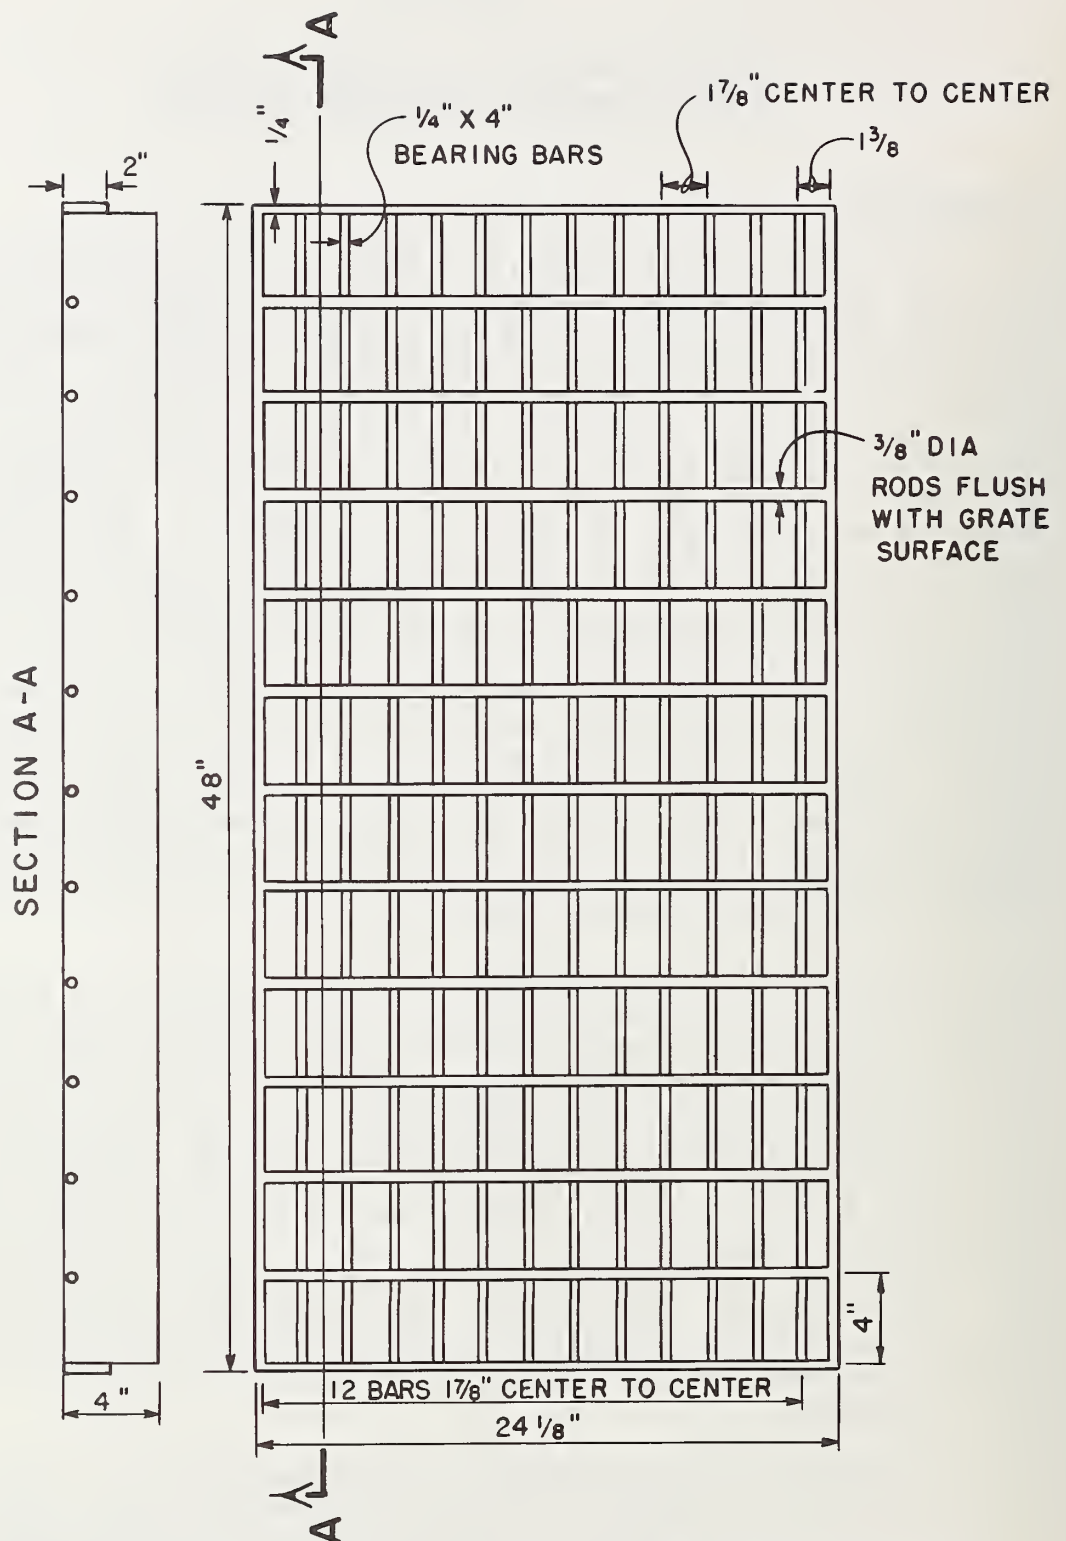 A
1/4"
1/4" X 4"
BEARING BARS
1 7/8" CENTER TO CENTER
1 3/8
2"
3/8" DIA
RODS FLUSH
WITH GRATE
SURFACE
SECTION A-A
48"
4"
4"
12 BARS 1 7/8" CENTER TO CENTER
24 1/8"
A